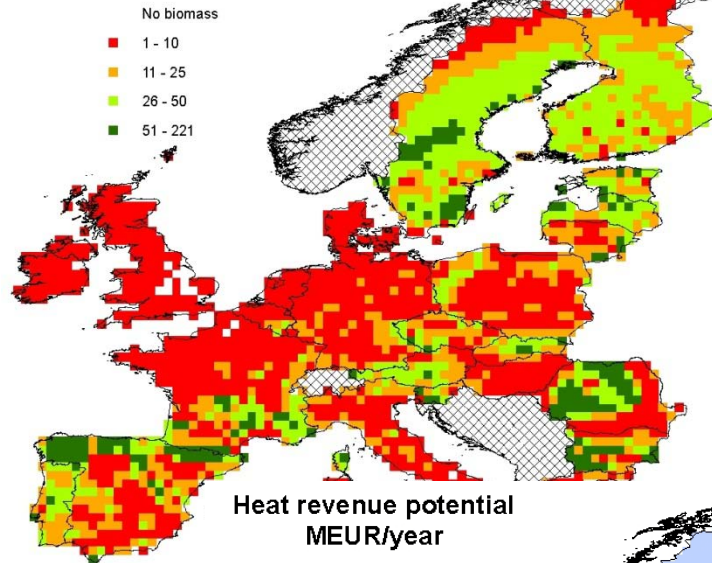 No biomass
1 - 10
11 - 25
26 - 50
51 - 221
Heat revenue potential
MEUR/year